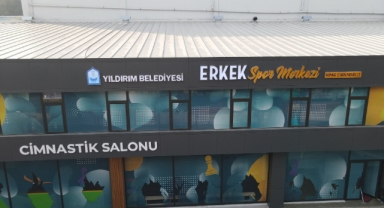 YILDIRIM BELEDİYESİ
ERKEK Spor Merkezi
CİMNASTİK SALONU